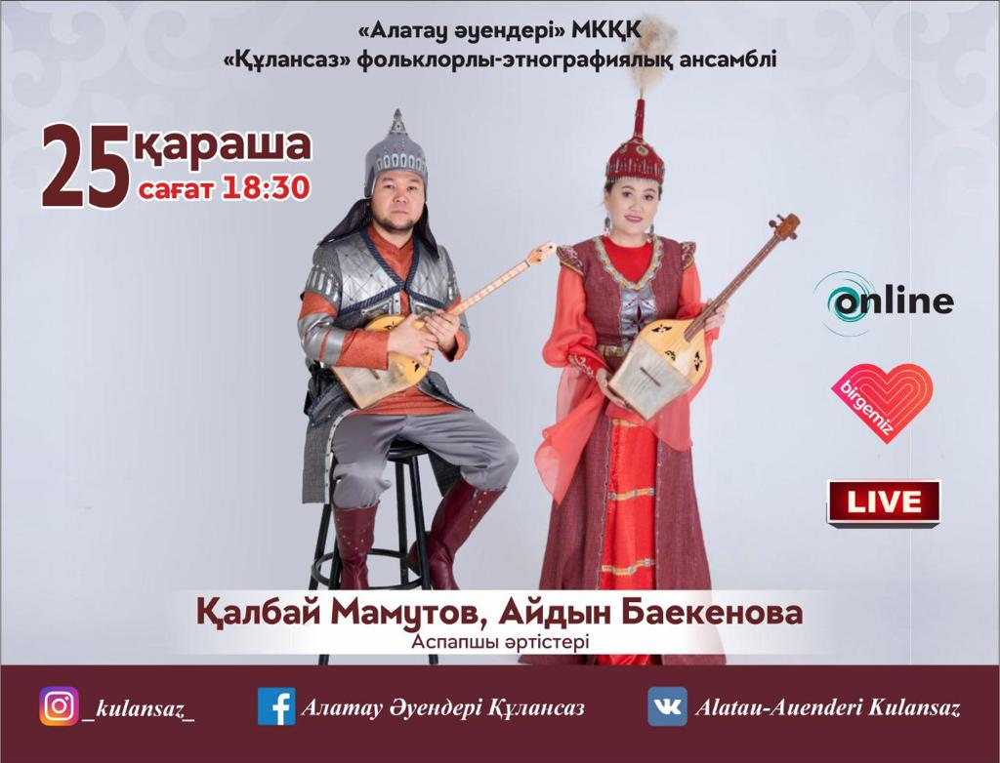 «Алатау әуендері» МКҚК
«Құлансаз» фольклорлы-этнографиялық ансамблі
25 қараша
сағат 18:30
online
birgemiz
LIVE
Қалбай Мамутов, Айдын Баекенова
Аспапшы әртістері
_kulansaz_
Алатау Әуендері Құлансаз
Alatau-Auenderi Kulansaz